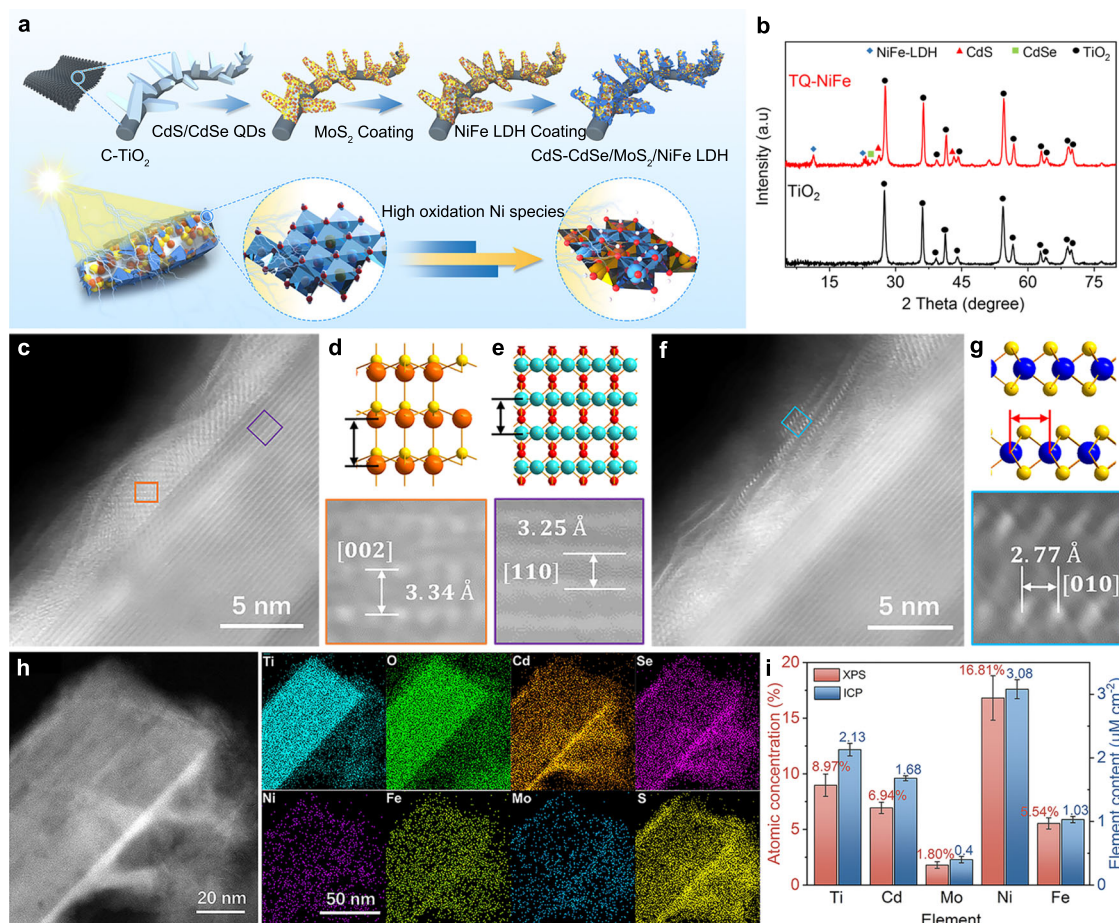 a
CdS/CdSe QDs
MoS₂ Coating
NiFe LDH Coating
C-TiO₂
CdS-CdSe/MoS₂/NiFe LDH
High oxidation Ni species
b
NiFe-LDH
CdS
CdSe
TiO₂
TQ-NiFe
TiO₂
Intensity (a.u)
15
30
45
60
75
2 Theta (degree)
c
5 nm
d
[002]
3.34 Å
e
3.25 Å
[110]
f
5 nm
g
2.77 Å
[010]
h
20 nm
Ti
O
Cd
Se
Ni
Fe
Mo
S
50 nm
i
XPS
ICP
Atomic concentration (%)
20
15
10
5
0
8.97%
2.13
6.94%
1.68
1.80%
0.4
16.81%
3.08
5.54%
1.03
3
2
1
0
Element content (μM cm⁻²)
Ti
Cd
Mo
Ni
Fe
Element